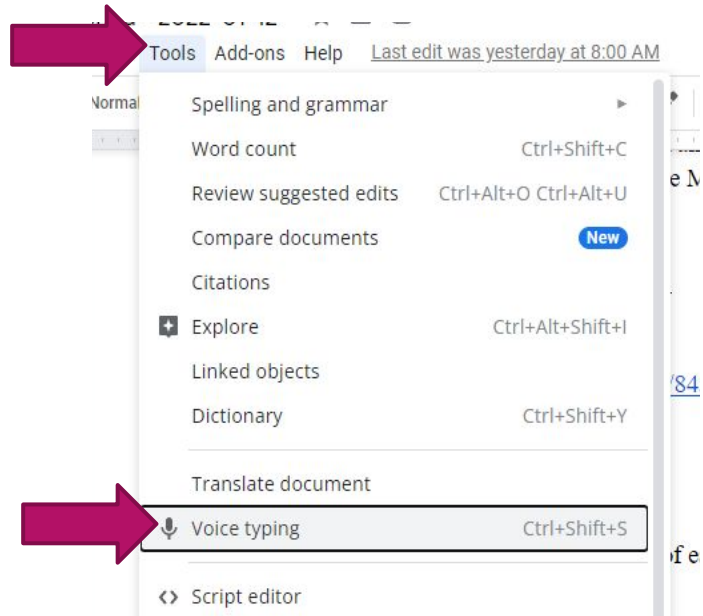 Tools Add-ons Help Last edit was yesterday at 8:00 AM
Normal
Spelling and grammar
Word count Ctrl+Shift+C
Review suggested edits Ctrl+Alt+O Ctrl+Alt+U
Compare documents New
Citations
Explore Ctrl+Alt+Shift+I
Linked objects
/84
Dictionary Ctrl+Shift+Y
Translate document
Voice typing Ctrl+Shift+S
of e
Script editor